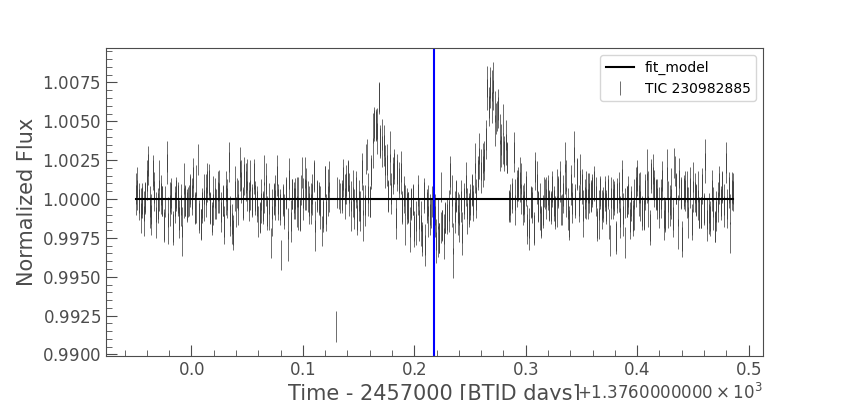 fit_model
TIC 230982885
1.0075
1.0050
1.0025
1.0000
0.9975
0.9950
0.9925
0.9900
Normalized Flux
0.0 0.1 0.2 0.3 0.4 0.5
Time - 2457000 [BTJD days]
+1.3760000000 × 10³